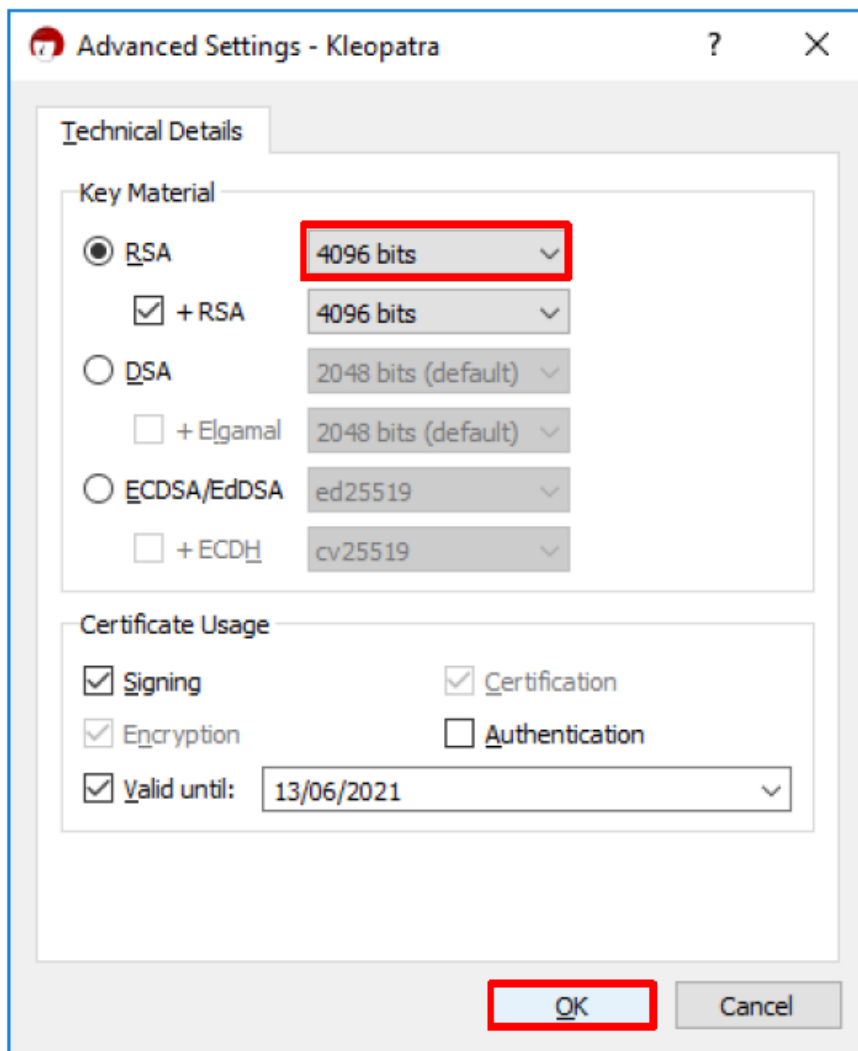 Advanced Settings - Kleopatra ? X
Technical Details
Key Material
RSA 4096 bits
+ RSA 4096 bits
DSA 2048 bits (default)
+ Elgamal 2048 bits (default)
ECDSA/EdDSA ed25519
+ ECDH cv25519
Certificate Usage
Signing Certification
Encryption Authentication
Valid until: 13/06/2021
OK Cancel